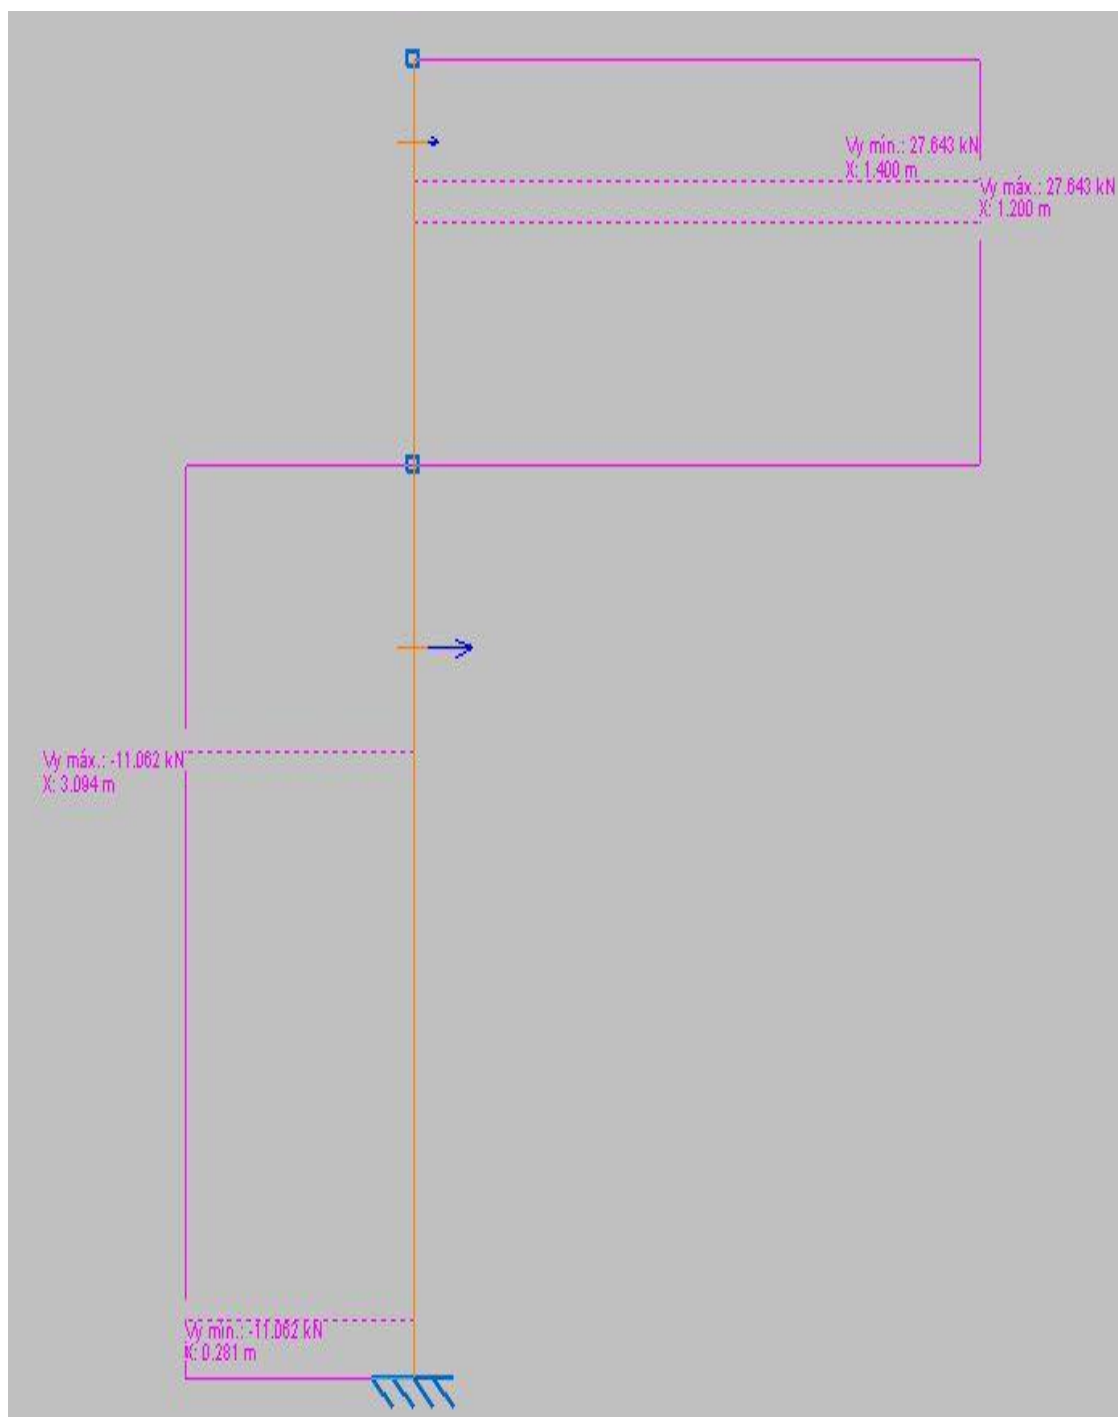 Vy mín.: 27.643 kN
X: 1.400 m
Vy máx.: 27.643 kN
X: 1.200 m
Vy máx.: -11.062 kN
X: 3.094 m
Vy mín.: -11.062 kN
X: 0.281 m